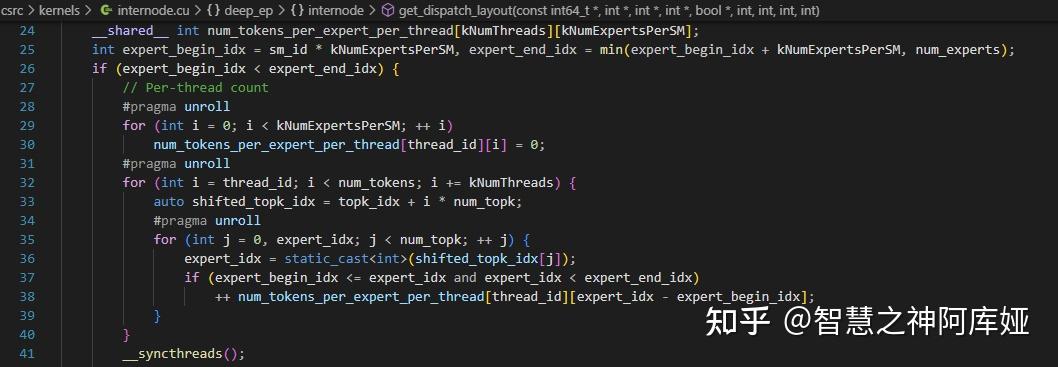 csrc > kernels > internode.cu > {} deep_ep > {} internode > get_dispatch_layout(const int64_t *, int *, int *, int *, bool *, int, int, int, int)
24 __shared__ int num_tokens_per_expert_per_thread[kNumThreads][kNumExpertsPerSM];
25 int expert_begin_idx = sm_id * kNumExpertsPerSM, expert_end_idx = min(expert_begin_idx + kNumExpertsPerSM, num_experts);
26 if (expert_begin_idx < expert_end_idx) {
27 // Per-thread count
28 #pragma unroll
29 for (int i = 0; i < kNumExpertsPerSM; ++ i)
30 num_tokens_per_expert_per_thread[thread_id][i] = 0;
31 #pragma unroll
32 for (int i = thread_id; i < num_tokens; i += kNumThreads) {
33 auto shifted_topk_idx = topk_idx + i * num_topk;
34 #pragma unroll
35 for (int j = 0, expert_idx; j < num_topk; ++ j) {
36 expert_idx = static_cast<int>(shifted_topk_idx[j]);
37 if (expert_begin_idx <= expert_idx and expert_idx < expert_end_idx)
38 ++ num_tokens_per_expert_per_thread[thread_id][expert_idx - expert_begin_idx];
39 }
40 }
41 __syncthreads();
知乎 @智慧之神阿库娅